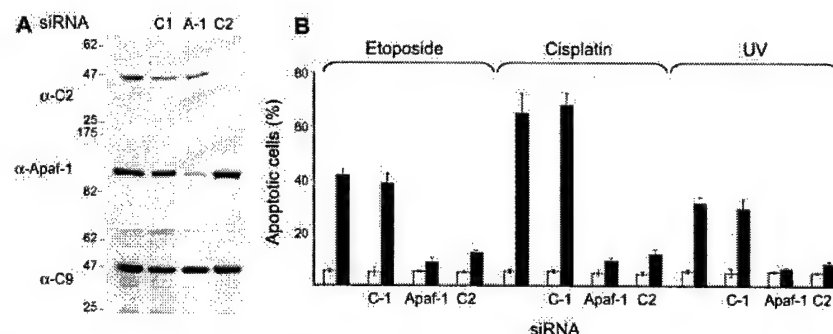 A
siRNA C1 A-1 C2
62-
47-
α-C2
25-
175
α-Apaf-1
82-
62-
47-
α-C9
25-
B
Etoposide Cisplatin UV
Apoptotic cells (%)
80
60
40
20
C-1 Apaf-1 C2 C-1 Apaf-1 C2 C-1 Apaf-1 C2
siRNA